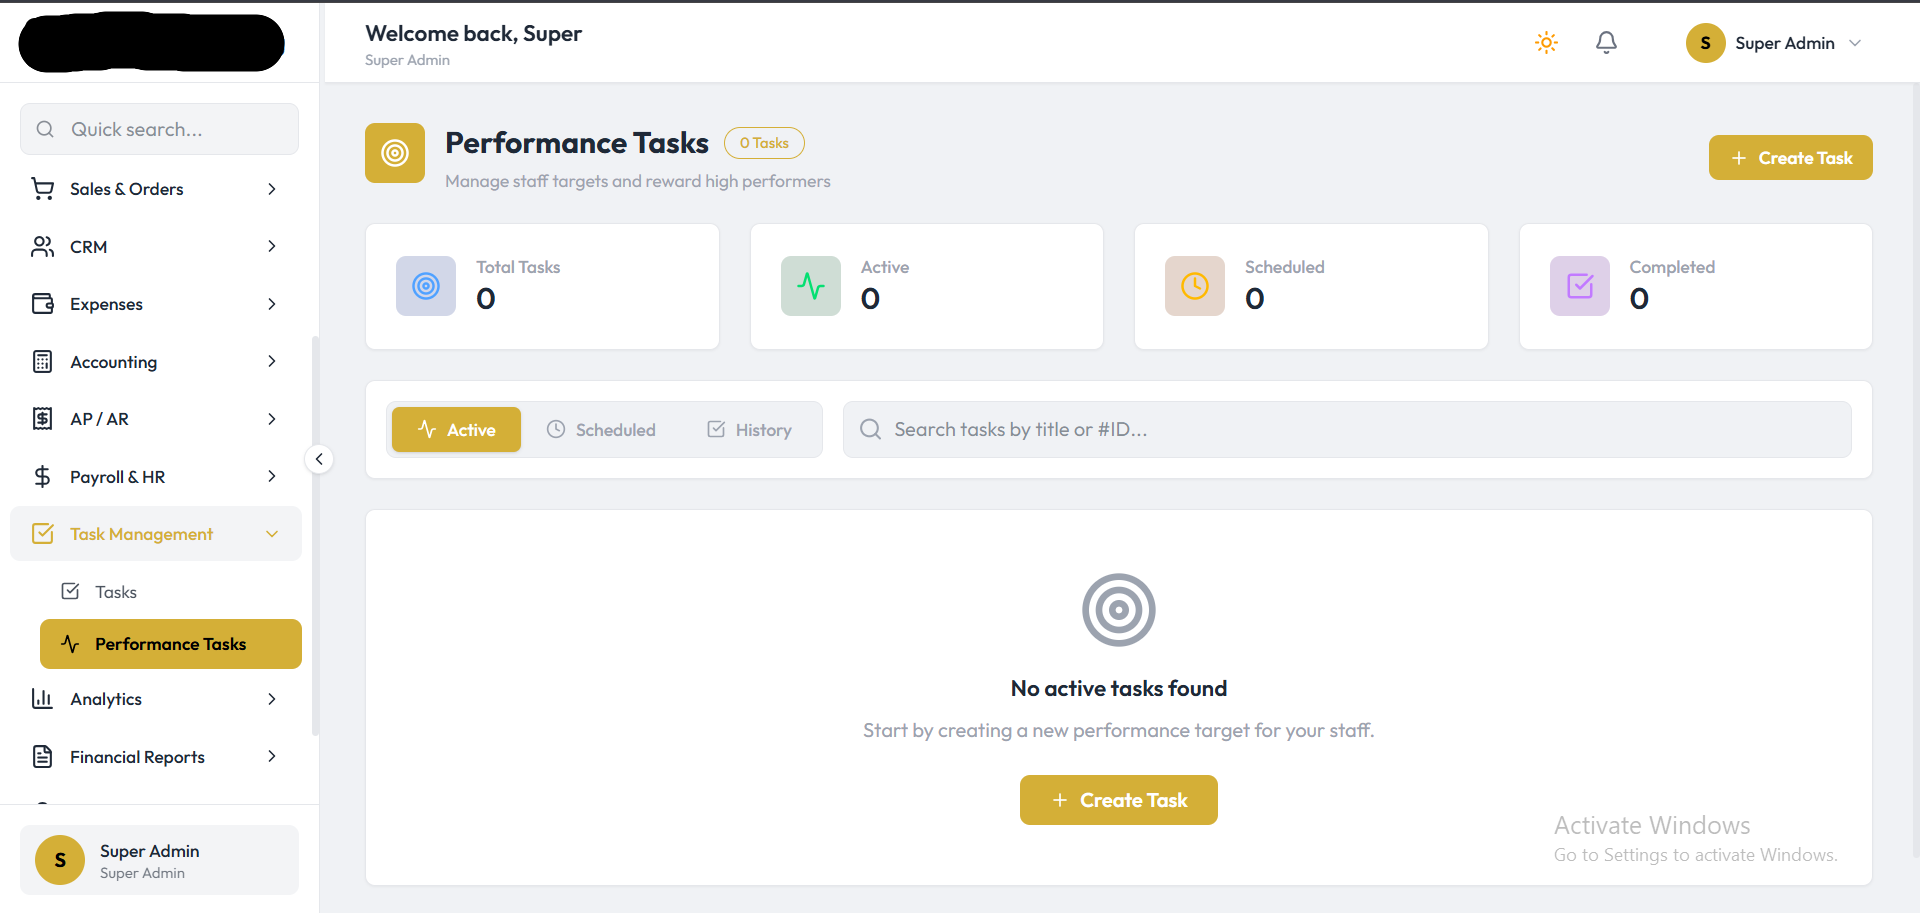 Welcome back, Super
Super Admin
S
Super Admin
Quick search...
Sales & Orders
CRM
Expenses
Accounting
AP / AR
Payroll & HR
Task Management
Tasks
Performance Tasks
Analytics
Financial Reports
S
Super Admin
Super Admin
Performance Tasks
0 Tasks
Manage staff targets and reward high performers
+ Create Task
Total Tasks
0
Active
0
Scheduled
0
Completed
0
Active
Scheduled
History
Search tasks by title or #ID...
No active tasks found
Start by creating a new performance target for your staff.
+ Create Task
Activate Windows
Go to Settings to activate Windows.